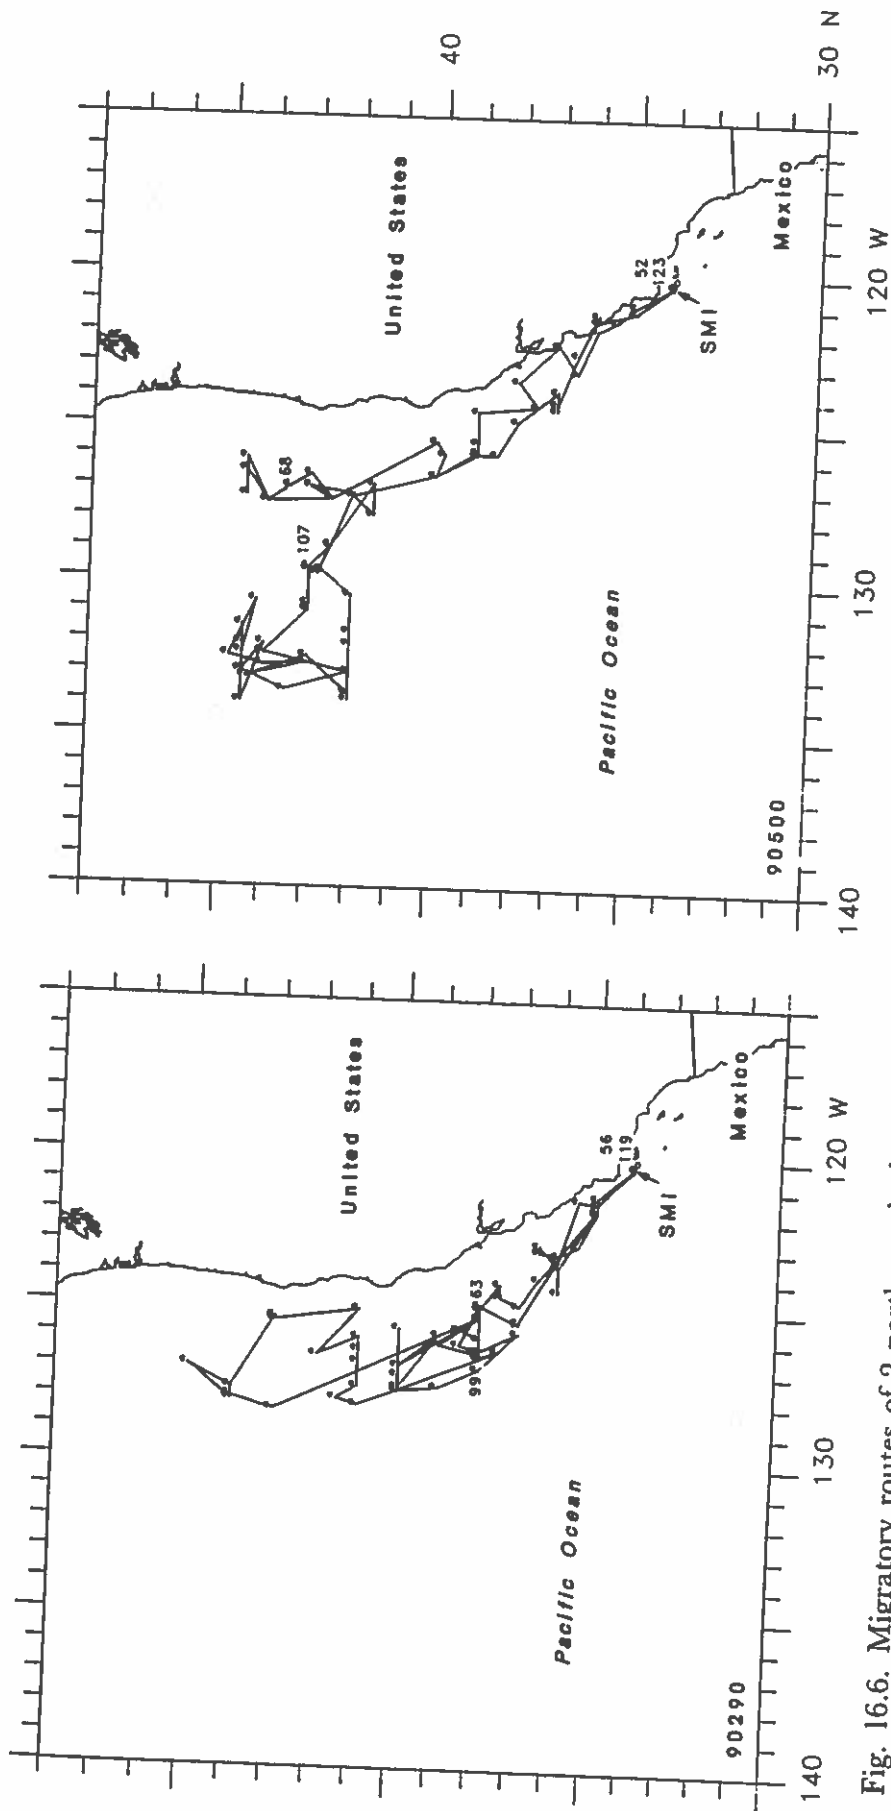 United States
63
99
56
119
SMI
Mexico
Pacific Ocean
90290
140
130
120 W
United States
68
107
52
123
SMI
Mexico
Pacific Ocean
90500
140
130
120 W
40
30 N
Fig. 16.6. Migratory routes of 2